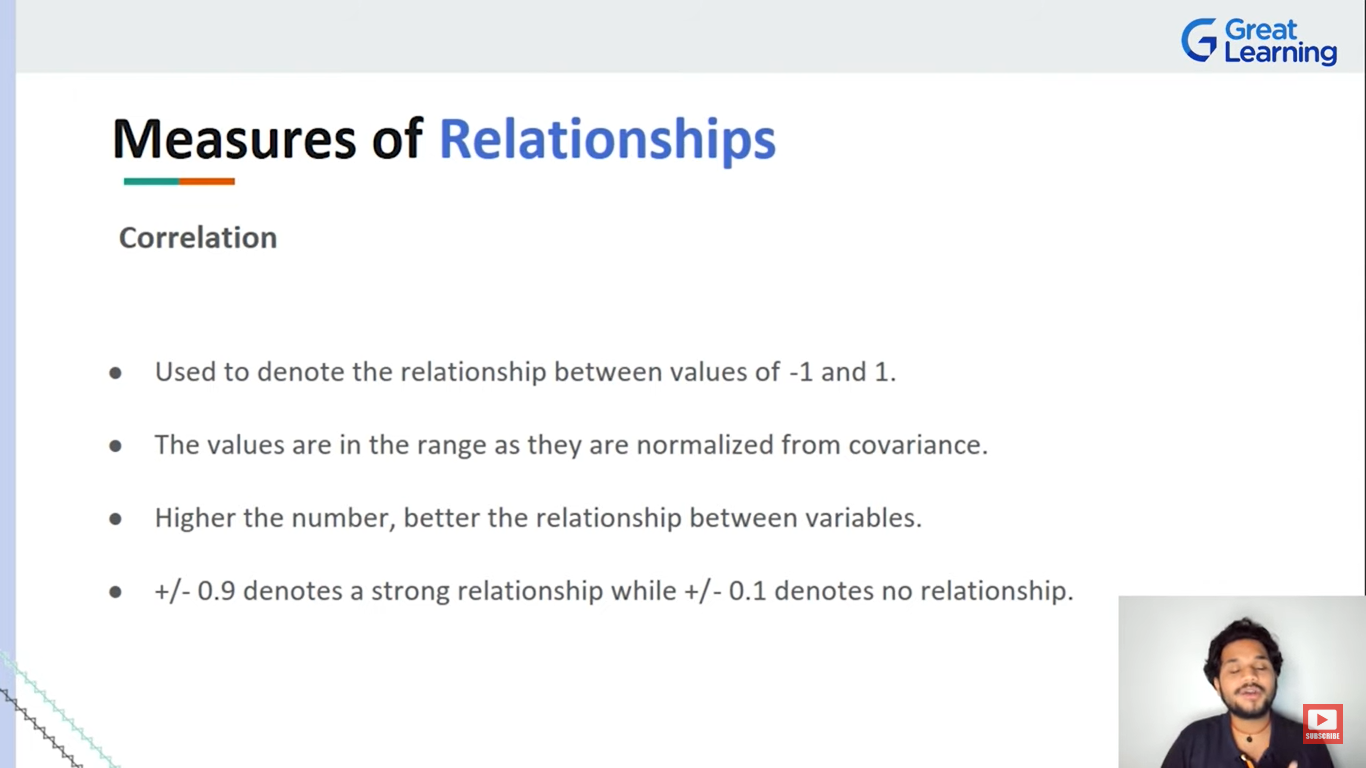 Great
Learning
Measures of Relationships
Correlation
● Used to denote the relationship between values of -1 and 1.
● The values are in the range as they are normalized from covariance.
● Higher the number, better the relationship between variables.
● +/- 0.9 denotes a strong relationship while +/- 0.1 denotes no relationship.
SUBSCRIBE